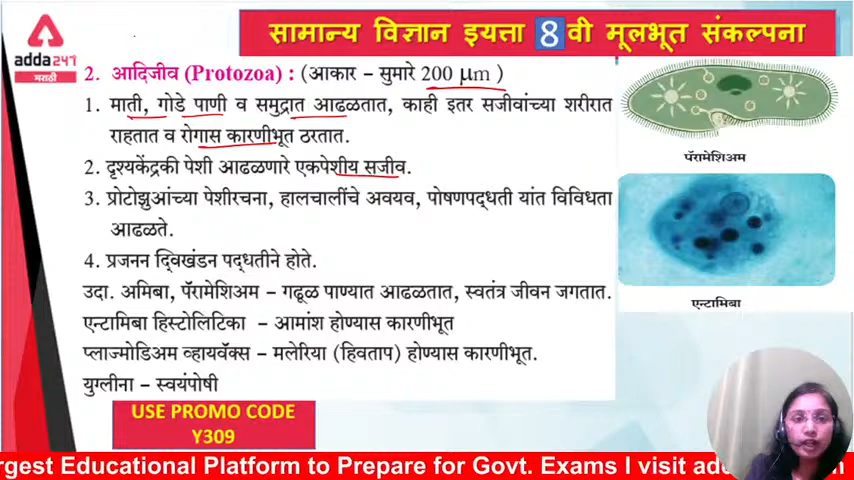 सामान्य विज्ञान इयत्ता 8 वी मूलभूत संकल्पना
adda247
मराठी
2. आदिजीव (Protozoa) : (आकार – सुमारे 200 μm )
1. माती, गोडे पाणी व समुद्रात आढळतात, काही इतर सजीवांच्या शरीरात
राहतात व रोगास कारणीभूत ठरतात.
2. दृश्यकेंद्रकी पेशी आढळणारे एकपेशीय सजीव.
3. प्रोटोझुआंच्या पेशीरचना, हालचालींचे अवयव, पोषणपद्धती यांत विविधता
आढळते.
4. प्रजनन द्विखंडन पद्धतीने होते.
उदा. अमिबा, पॅरामेशिअम – गढूळ पाण्यात आढळतात, स्वतंत्र जीवन जगतात.
एन्टामिबा हिस्टोलिटिका – आमांश होण्यास कारणीभूत
प्लाज्मोडिअम व्हायवॅक्स – मलेरिया (हिवताप) होण्यास कारणीभूत.
युग्लीना – स्वयंपोषी
पॅरामेशिअम
एन्टामिबा
USE PROMO CODE
Y309
rgest Educational Platform to Prepare for Govt. Exams I visit